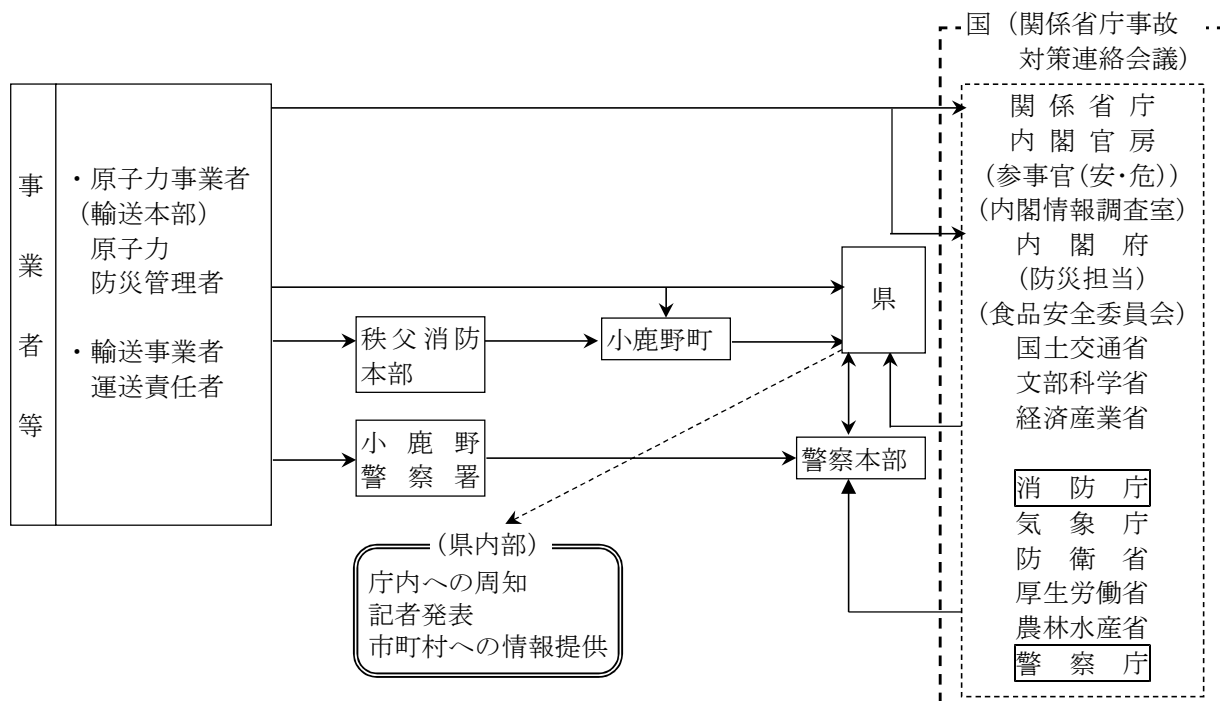 国（関係省庁事故
対策連絡会議）
事業者等
・原子力事業者
（輸送本部）
原子力
防災管理者
・輸送事業者
運送責任者
秩父消防
本部
小鹿野
警察署
小鹿野町
県
警察本部
（県内部）
庁内への周知
記者発表
市町村への情報提供
関係省庁
内閣官房
（参事官（安・危））
（内閣情報調査室）
内閣府
（防災担当）
（食品安全委員会）
国土交通省
文部科学省
経済産業省
消防庁
気象庁
防衛省
厚生労働省
農林水産省
警察庁